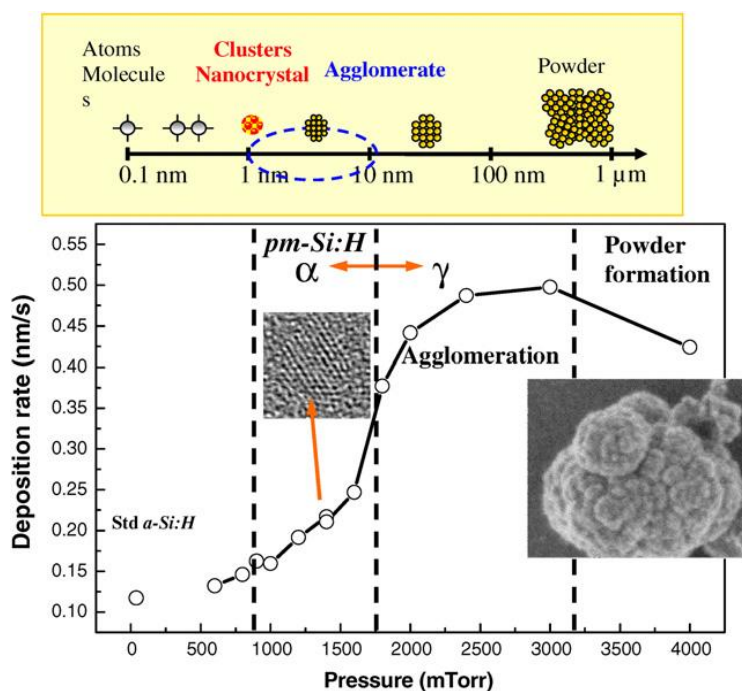 Atoms
Molecule
s
Clusters
Nanocrystal
Agglomerate
Powder
0.1 nm
1 nm
10 nm
100 nm
1 µm
0.55
0.50
0.45
0.40
0.35
0.30
0.25
0.20
0.15
0.10
Deposition rate (nm/s)
pm-Si:H
α
γ
Powder
formation
Agglomeration
Std a-Si:H
0
500
1000
1500
2000
2500
3000
3500
4000
Pressure (mTorr)